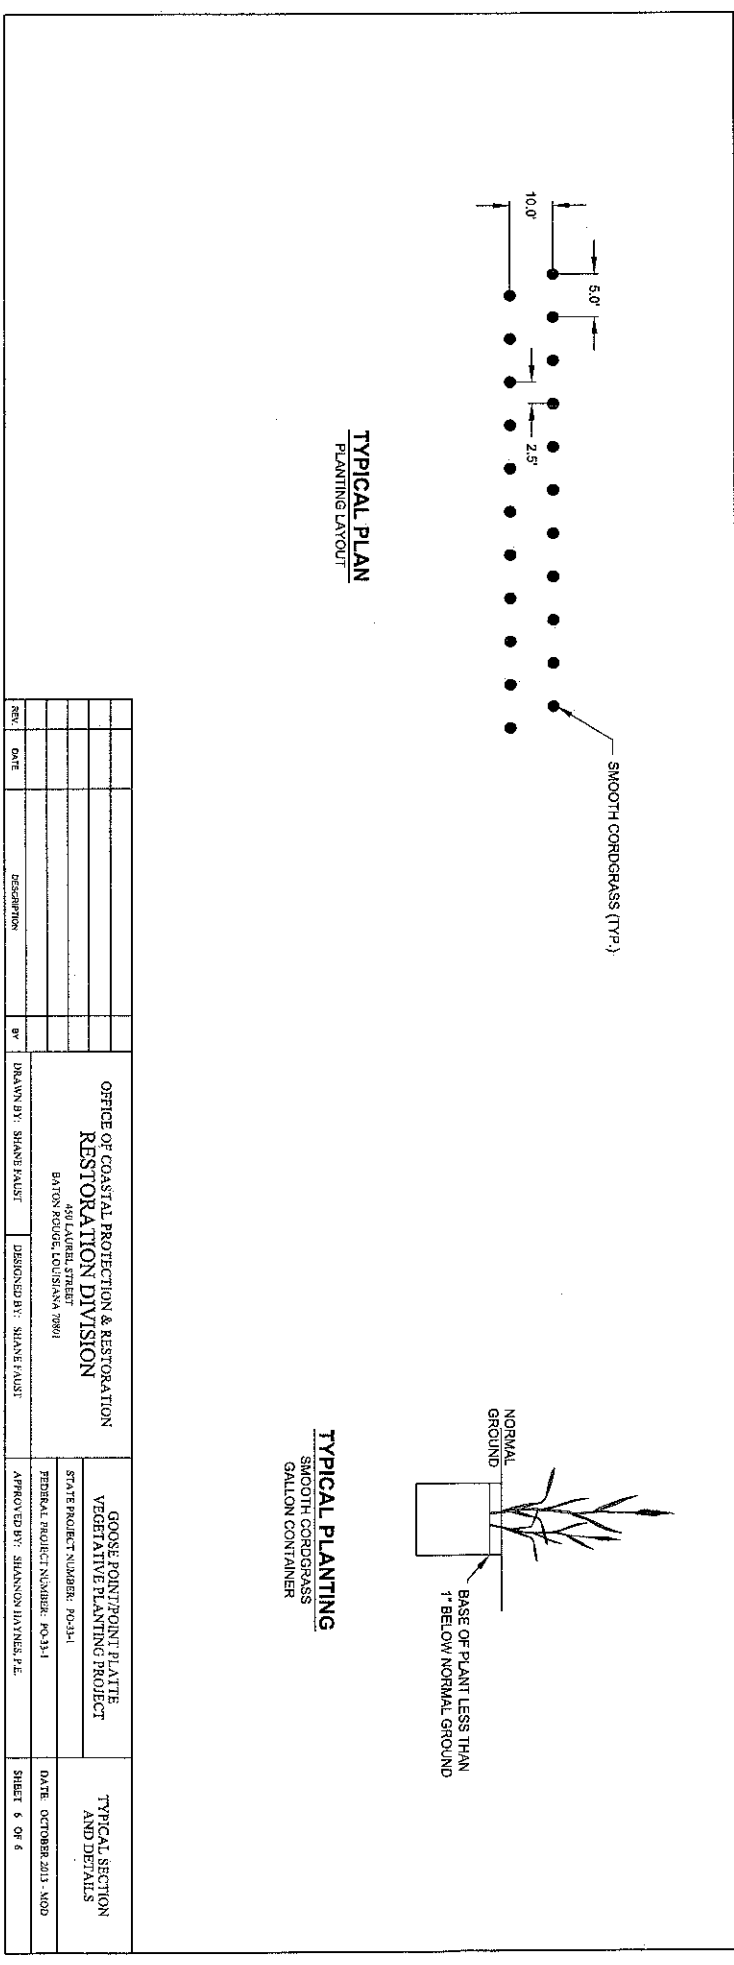 10.0'
5.0'
2.5'
SMOOTH CORDGRASS (TYP.)
TYPICAL PLAN
PLANTING LAYOUT
NORMAL
GROUND
BASE OF PLANT LESS THAN
1" BELOW NORMAL GROUND
TYPICAL PLANTING
SMOOTH CORDGRASS
GALLON CONTAINER
REV.
DATE
DESCRIPTION
BY
OFFICE OF COASTAL PROTECTION & RESTORATION
RESTORATION DIVISION
450 LAUREL STREET
BATON ROUGE, LOUISIANA 70801
DRAWN BY: SHANE FAUST
DESIGNED BY: SHANE FAUST
GOOSE POINT/POINT PLATTE
VEGETATIVE PLANTING PROJECT
STATE PROJECT NUMBER: PO-33-1
FEDERAL PROJECT NUMBER: PO-33-1
APPROVED BY: SHANNON HAYNES, P.E.
TYPICAL SECTION
AND DETAILS
DATE: OCTOBER 2013 - MOD
SHEET 6 OF 6